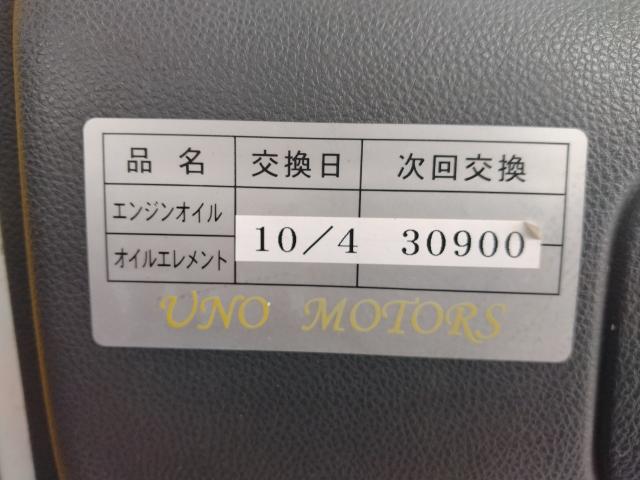 品名 交換日 次回交換
エンジンオイル
10/4 30900
オイルエレメント
UNO MOTORS